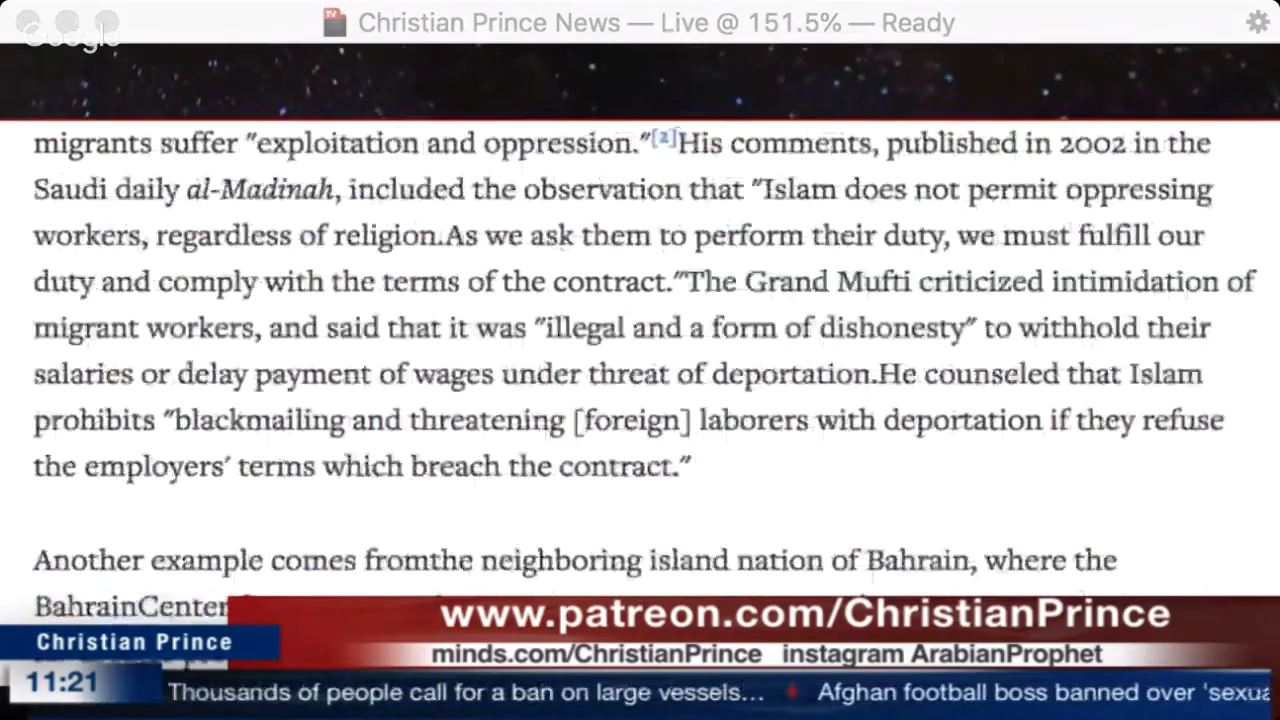 Christian Prince News — Live @ 151.5% — Ready
Google
migrants suffer "exploitation and oppression."[2]His comments, published in 2002 in the
Saudi daily al-Madinah, included the observation that "Islam does not permit oppressing
workers, regardless of religion.As we ask them to perform their duty, we must fulfill our
duty and comply with the terms of the contract."The Grand Mufti criticized intimidation of
migrant workers, and said that it was "illegal and a form of dishonesty" to withhold their
salaries or delay payment of wages under threat of deportation.He counseled that Islam
prohibits "blackmailing and threatening [foreign] laborers with deportation if they refuse
the employers' terms which breach the contract."
Another example comes fromthe neighboring island nation of Bahrain, where the
BahrainCenter
www.patreon.com/ChristianPrince
Christian Prince
minds.com/ChristianPrince instagram ArabianProphet
11:21
Thousands of people call for a ban on large vessels... ♦ Afghan football boss banned over 'sexua